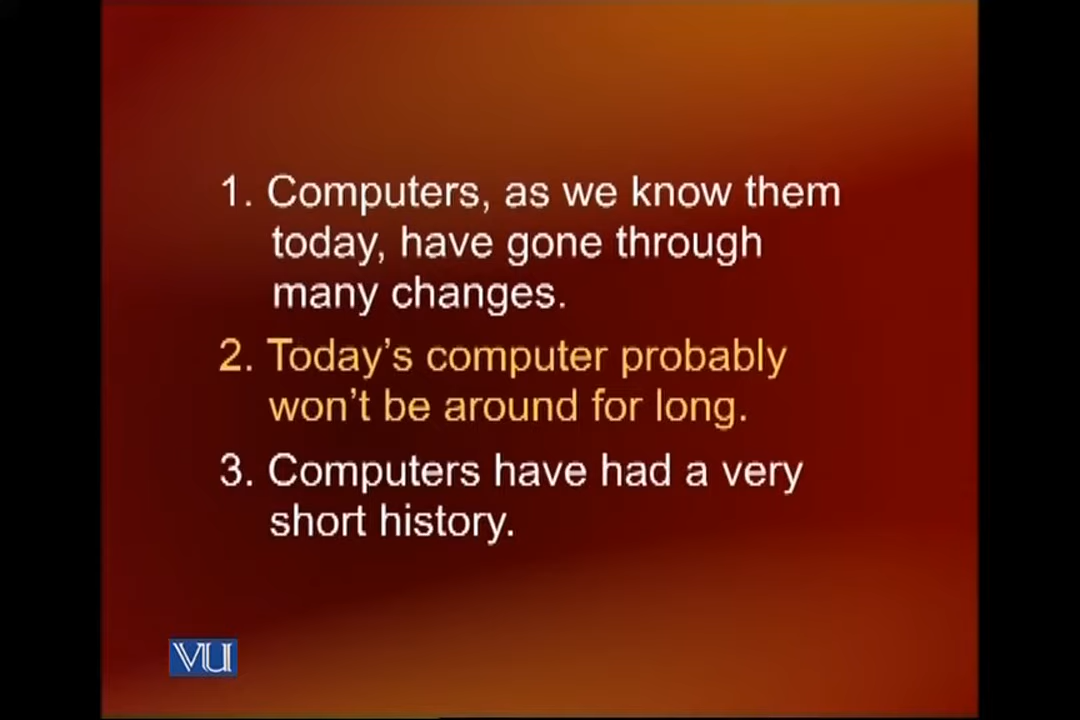 1. Computers, as we know them
today, have gone through
many changes.
2. Today’s computer probably
won’t be around for long.
3. Computers have had a very
short history.
VU